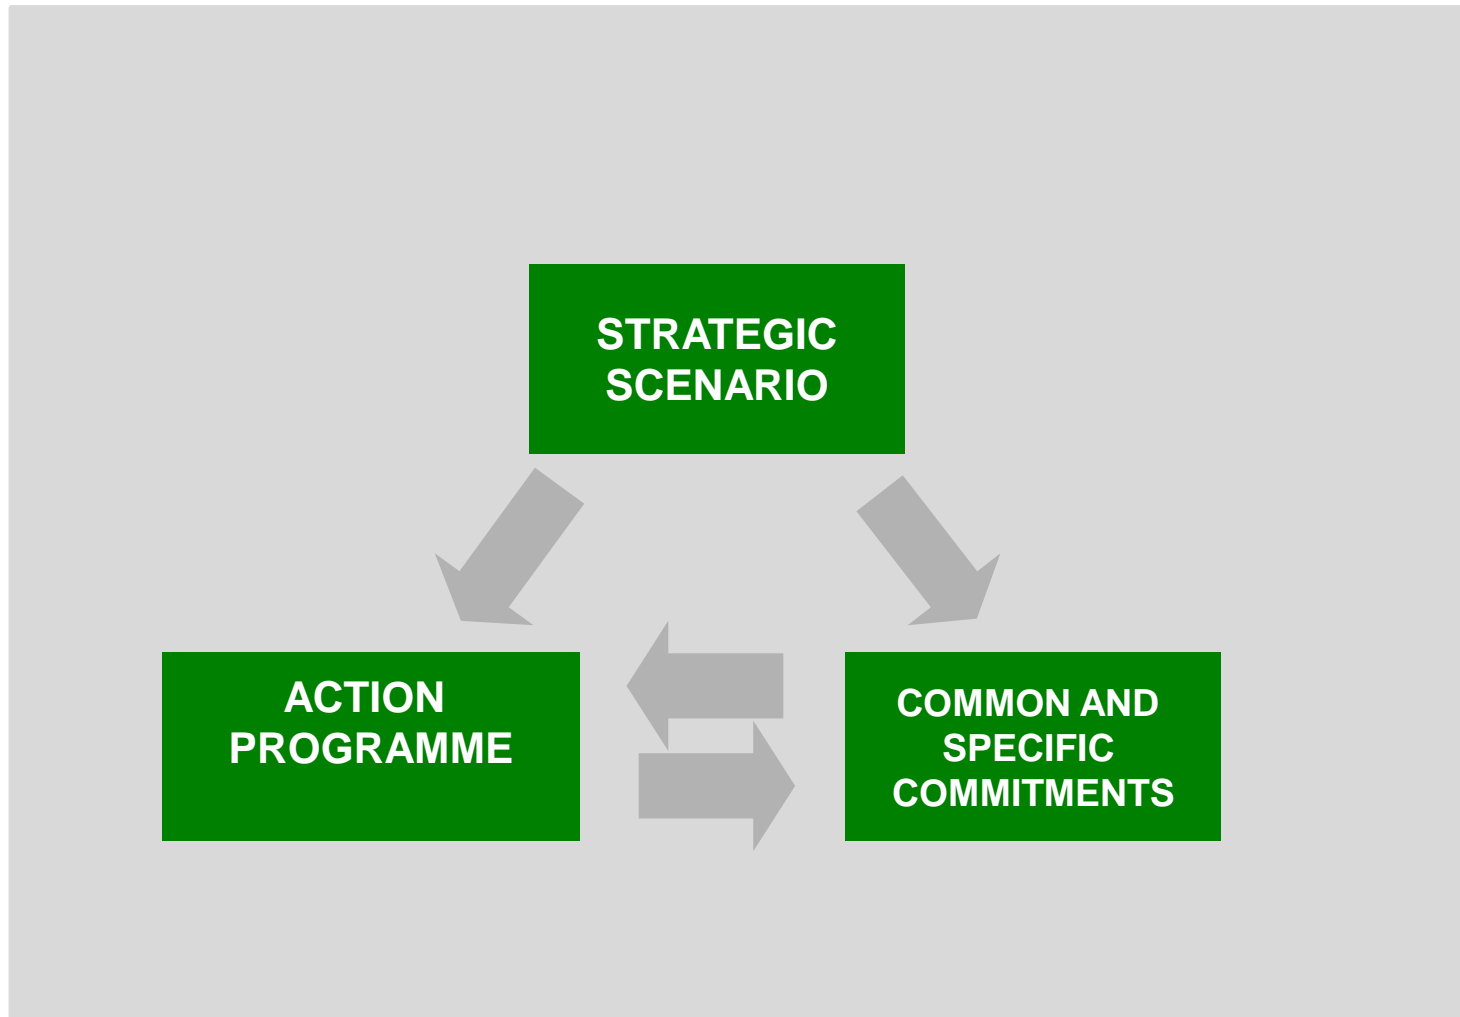 STRATEGIC
SCENARIO
ACTION
PROGRAMME
COMMON AND
SPECIFIC
COMMITMENTS